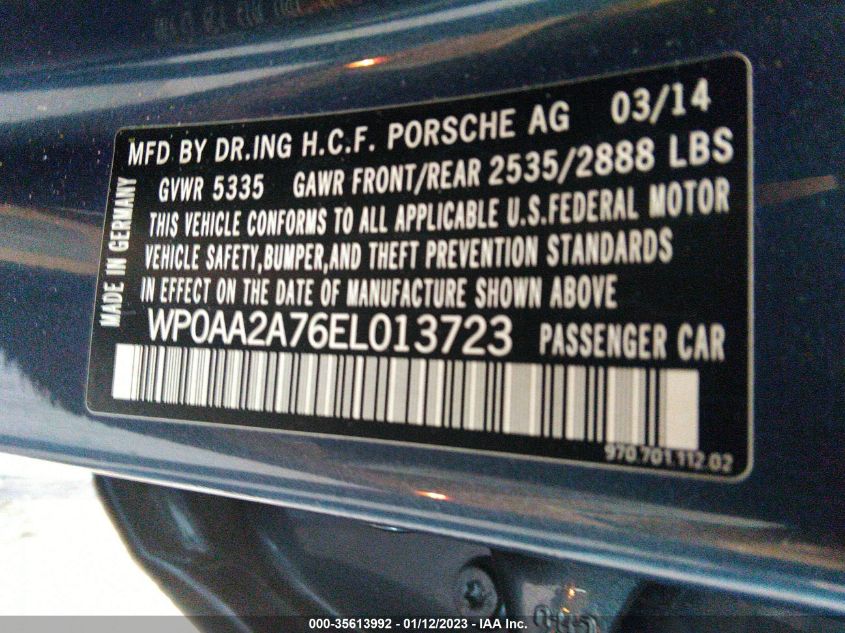 MFD BY DR.ING H.C.F. PORSCHE AG 03/14
GVWR 5335 GAWR FRONT/REAR 2535/2888 LBS
THIS VEHICLE CONFORMS TO ALL APPLICABLE U.S.FEDERAL MOTOR
VEHICLE SAFETY,BUMPER,AND THEFT PREVENTION STANDARDS
IN EFFECT ON THE DATE OF MANUFACTURE SHOWN ABOVE
WP0AA2A76EL013723 PASSENGER CAR
970.701.112.02
MADE IN GERMANY
000-35613992 - 01/12/2023 - IAA Inc.